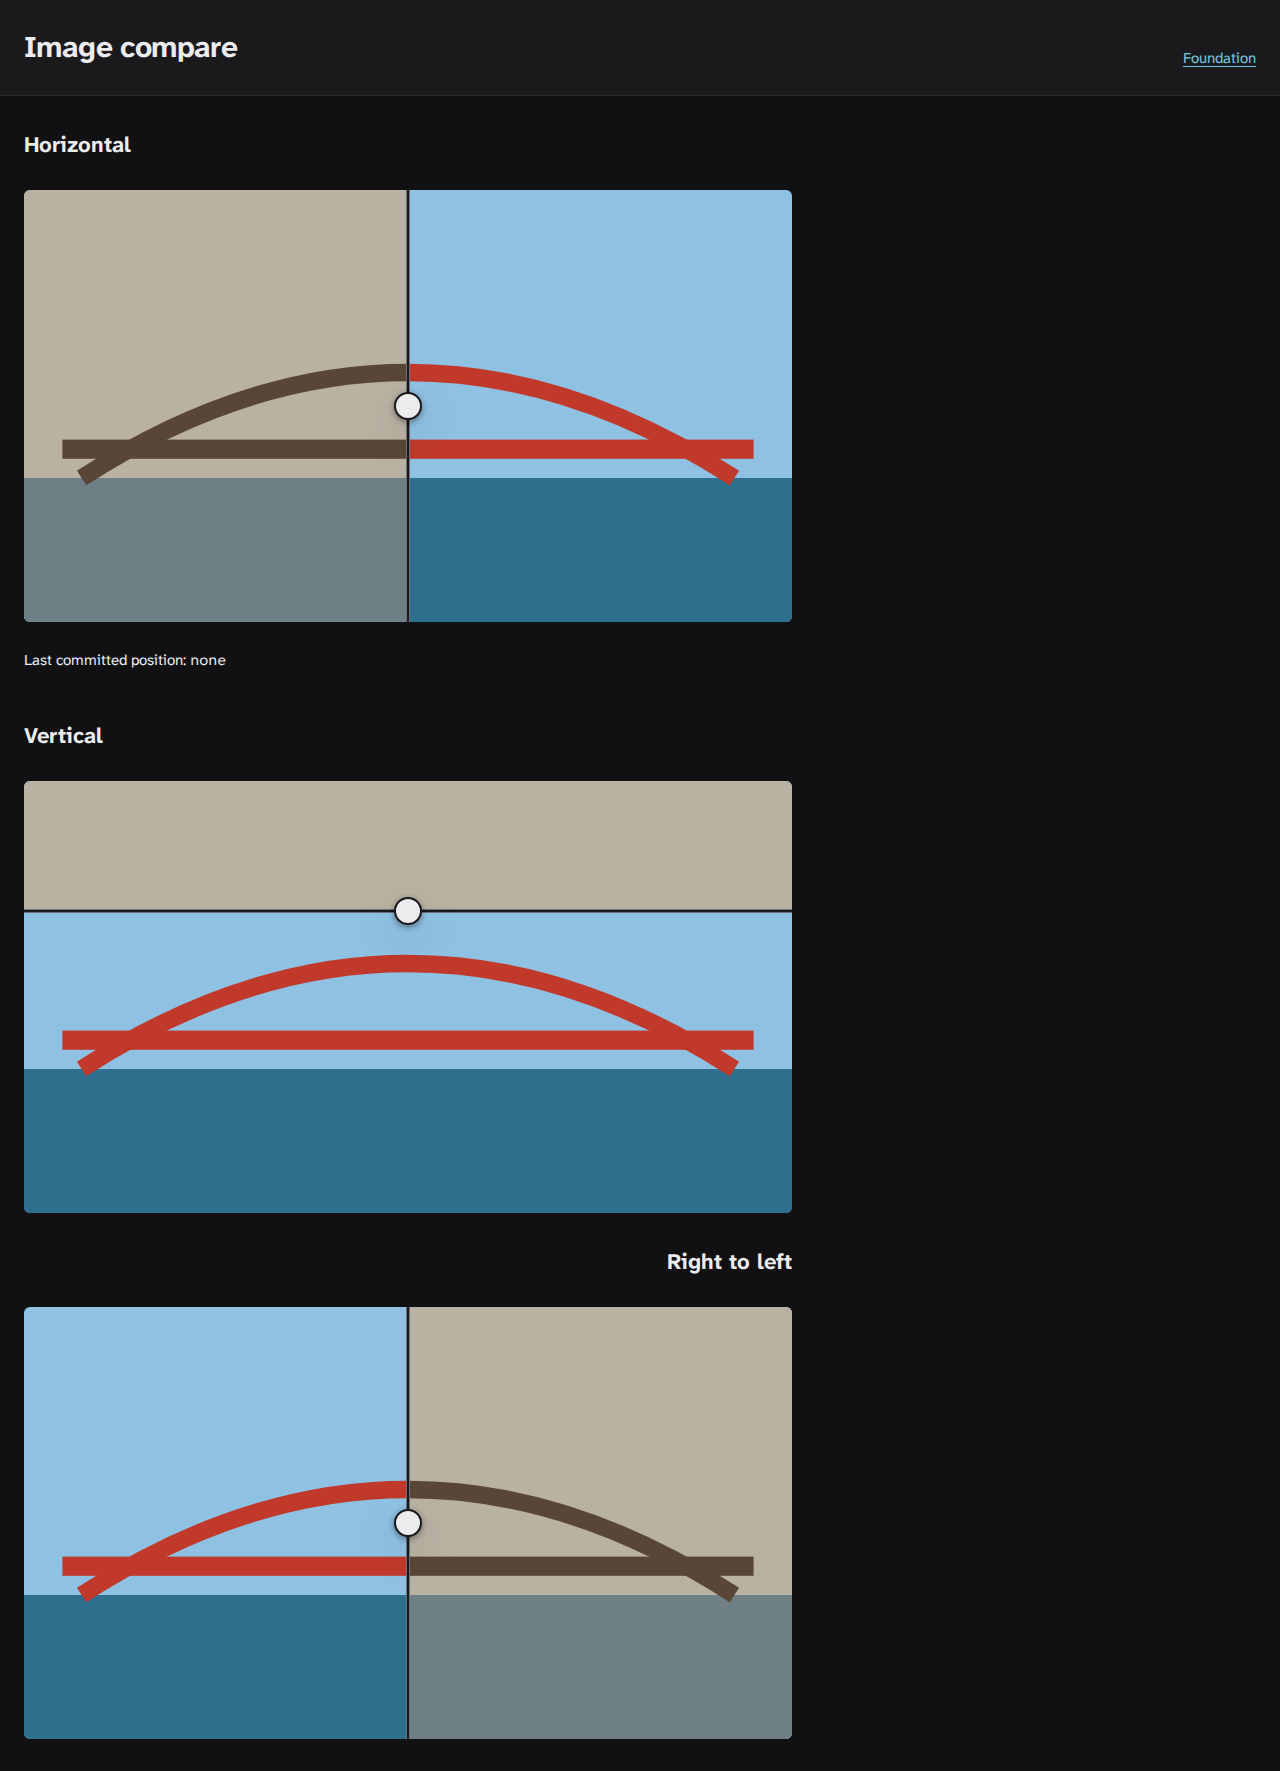 Image compare
Foundation
Horizontal
Last committed position: none
Vertical
Right to left